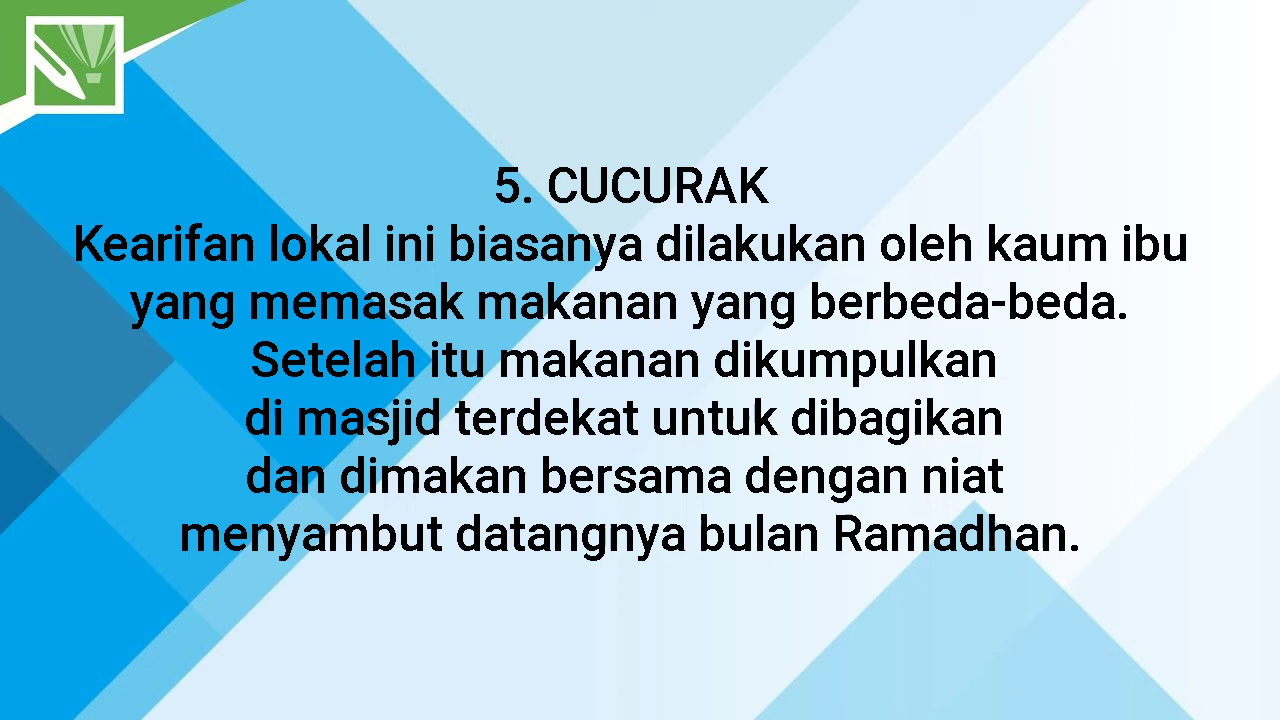 5. CUCURAK
Kearifan lokal ini biasanya dilakukan oleh kaum ibu
yang memasak makanan yang berbeda-beda.
Setelah itu makanan dikumpulkan
di masjid terdekat untuk dibagikan
dan dimakan bersama dengan niat
menyambut datangnya bulan Ramadhan.